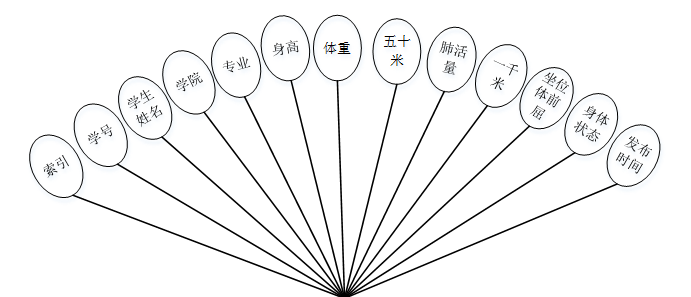 索引
学号
学生
姓名
学院
专业
身高
体重
五十
米
肺活
量
一千
米
坐位
体前
屈
身体
状态
发布
时间